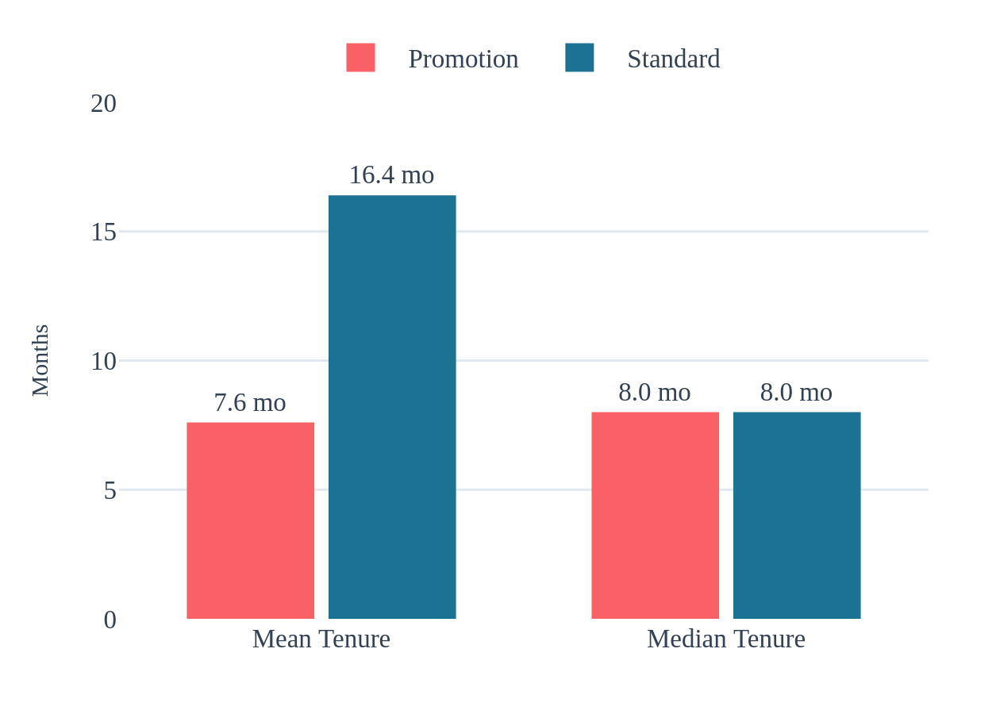 Promotion Standard
20
16.4 mo
15
Months
10
7.6 mo 8.0 mo 8.0 mo
5
0
Mean Tenure Median Tenure